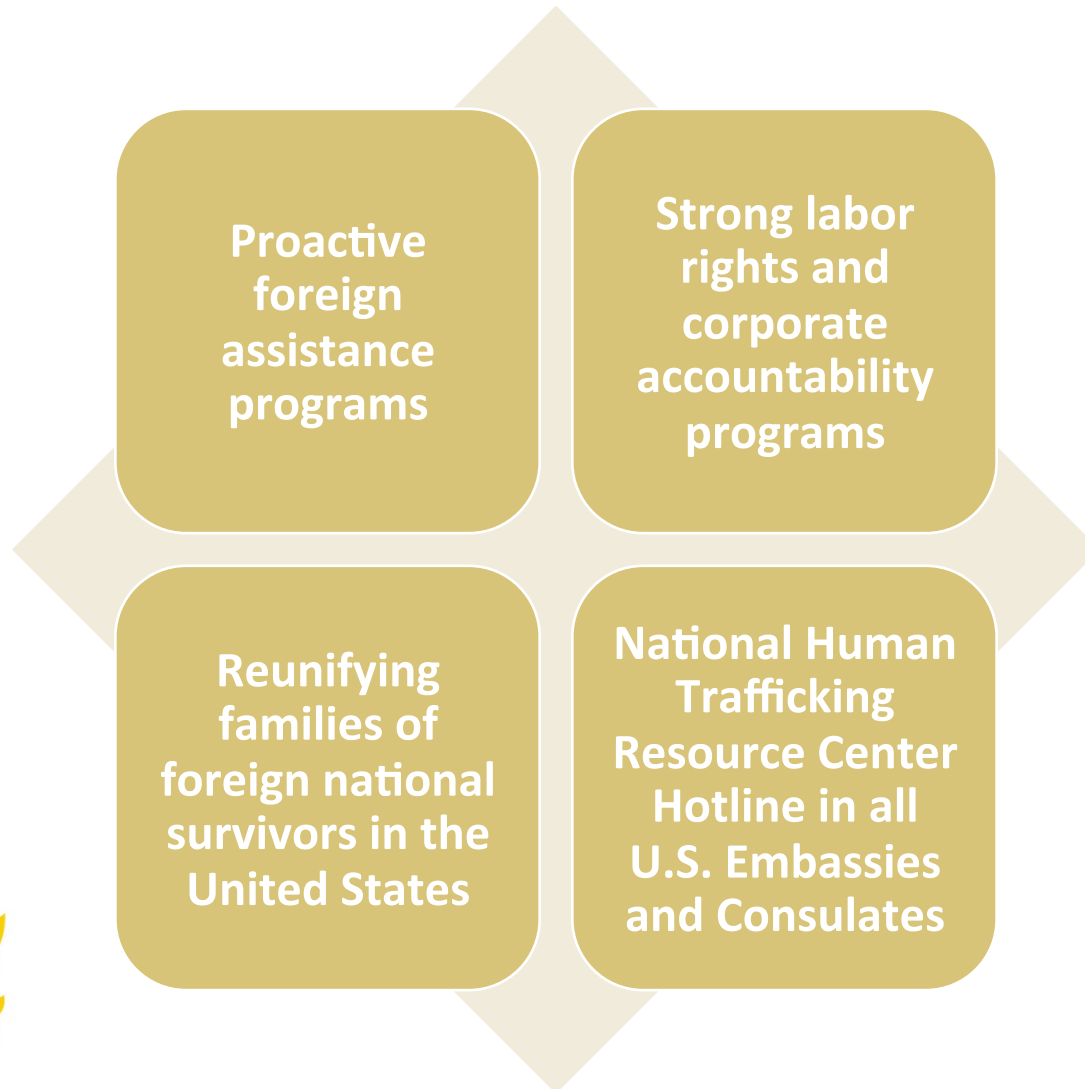 Proactive
foreign
assistance
programs
Strong labor
rights and
corporate
accountability
programs
Reunifying
families of
foreign national
survivors in the
United States
National Human
Trafficking
Resource Center
Hotline in all
U.S. Embassies
and Consulates